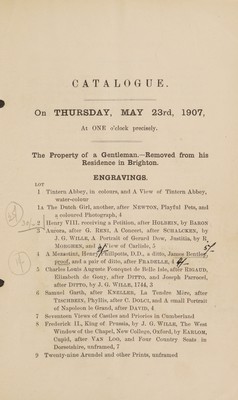 CATALOGUE.
On THURSDAY, MAY 23rd, 1907,
At ONE o'clock precisely.
The Property of a Gentleman.—Removed from his
Residence in Brighton.
ENGRAVINGS.
LOT
1 Tintern Abbey, in colours, and A View of Tintern Abbey,
water-colour
1A The Dutch Girl, another, after NEWTON, Playful Pets, and
a coloured Photograph, 4
2 Henry VIII. receiving a Petition, after HOLBEIN, by BARON
3 Aurora, after G. RENI, A Concert, after SCHALCKEN, by
J. G. WILLE, A Portrait of Gerard Dow, Justitia, by R.
MORGHEN, and View of Carlisle, 5
4 A Mezzotint, Henry Philpotts, D.D., a ditto, James Bentley,
proof, and a pair of ditto, after FRADELLE, 4
5 Charles Louis Auguste Fouquet de Belle Isle, after RIGAUD,
Elizabeth de Gouy, after DITTO, and Joseph Parrocel,
after DITTO, by J. G. WILLE, 1744, 3
6 Samuel Garth, after KNELLER, La Tendre Mère, after
TISCHBEIN, Phyllis, after C. DOLCI, and A small Portrait
of Napoleon le Grand, after DAVID, 4
7 Seventeen Views of Castles and Priories in Cumberland
8 Frederick II., King of Prussia, by J. G. WILLE, The West
Window of the Chapel, New College, Oxford, by EARLOM,
Cupid, after VAN LOO, and Four Country Seats in
Dorsetshire, unframed, 7
9 Twenty-nine Arundel and other Prints, unframed